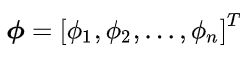 𝝓 = [ϕ₁, ϕ₂, …, ϕₙ]ᵀ